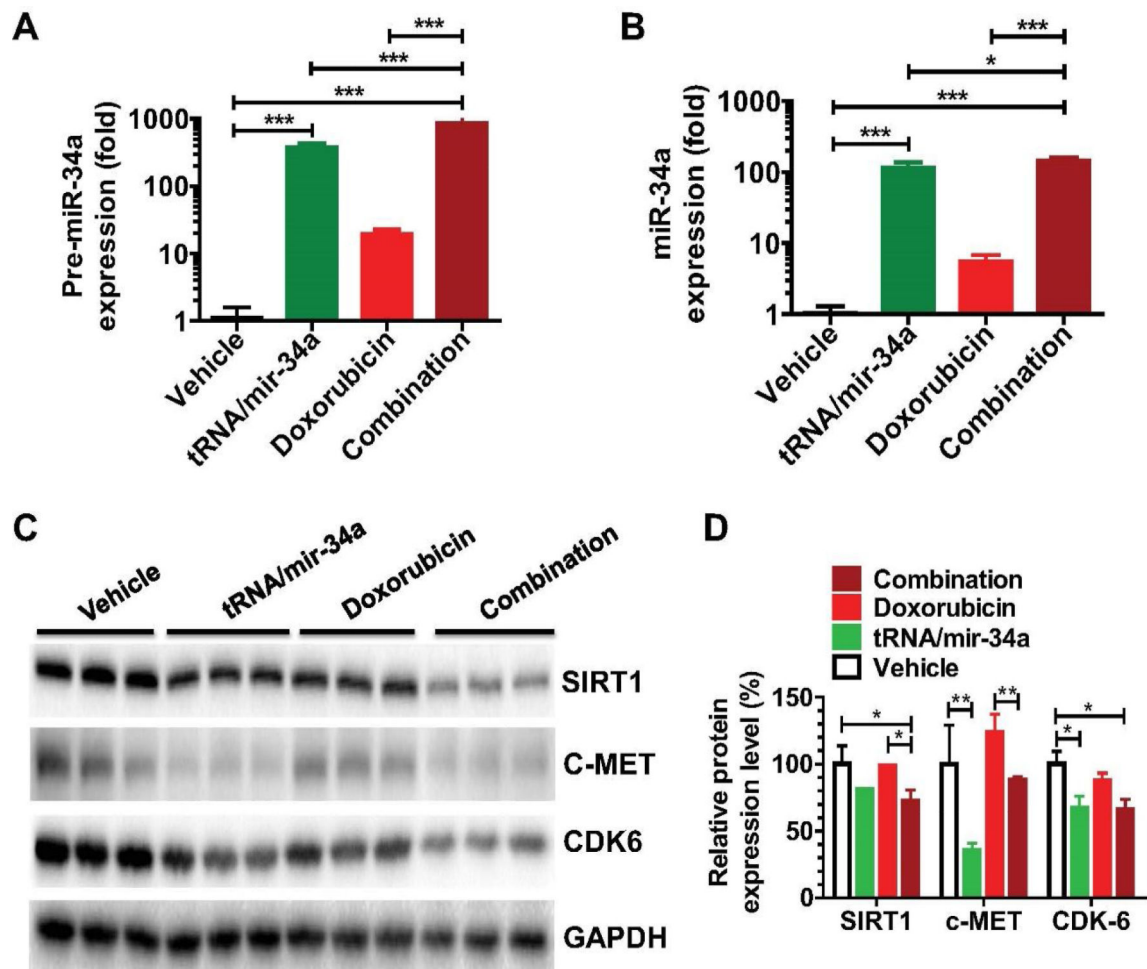 A
***
***
***
***
Pre-miR-34a
expression (fold)
1000
100
10
1
Vehicle
tRNA/mir-34a
Doxorubicin
Combination
B
***
*
***
***
miR-34a
expression (fold)
1000
100
10
1
Vehicle
tRNA/mir-34a
Doxorubicin
Combination
C
Vehicle
tRNA/mir-34a
Doxorubicin
Combination
SIRT1
C-MET
CDK6
GAPDH
D
Combination
Doxorubicin
tRNA/mir-34a
Vehicle
Relative protein
expression level (%)
150
100
50
0
*
*
**
**
*
*
SIRT1
c-MET
CDK-6